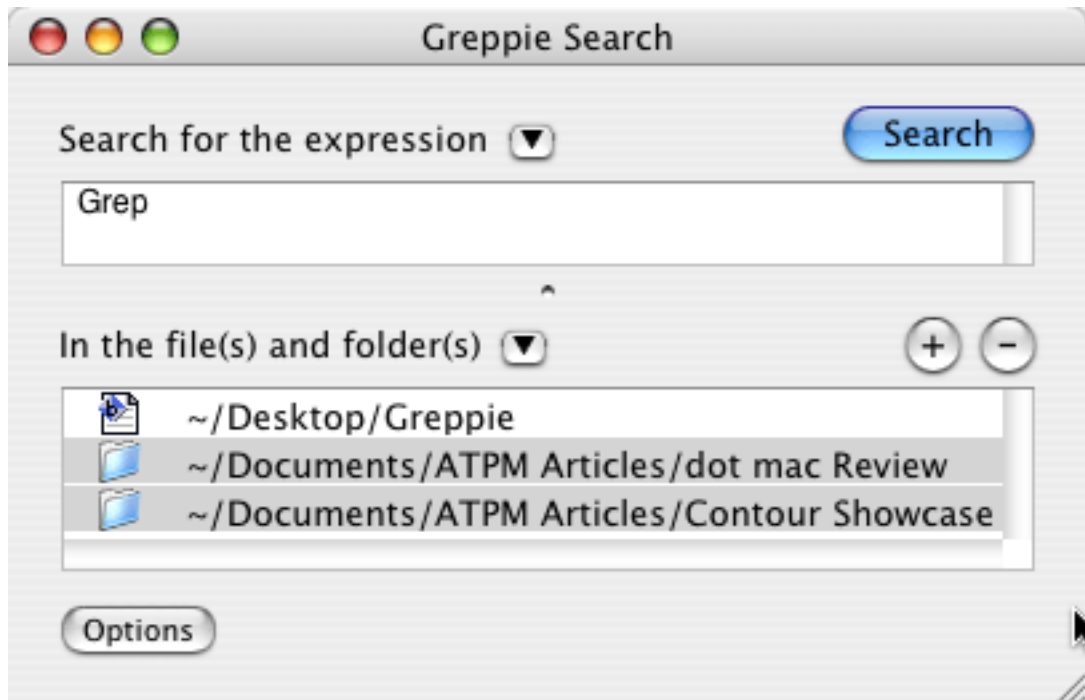 Greppie Search
Search for the expression
Search
Grep
In the file(s) and folder(s)
+ -
~/Desktop/Greppie
~/Documents/ATPM Articles/dot mac Review
~/Documents/ATPM Articles/Contour Showcase
Options